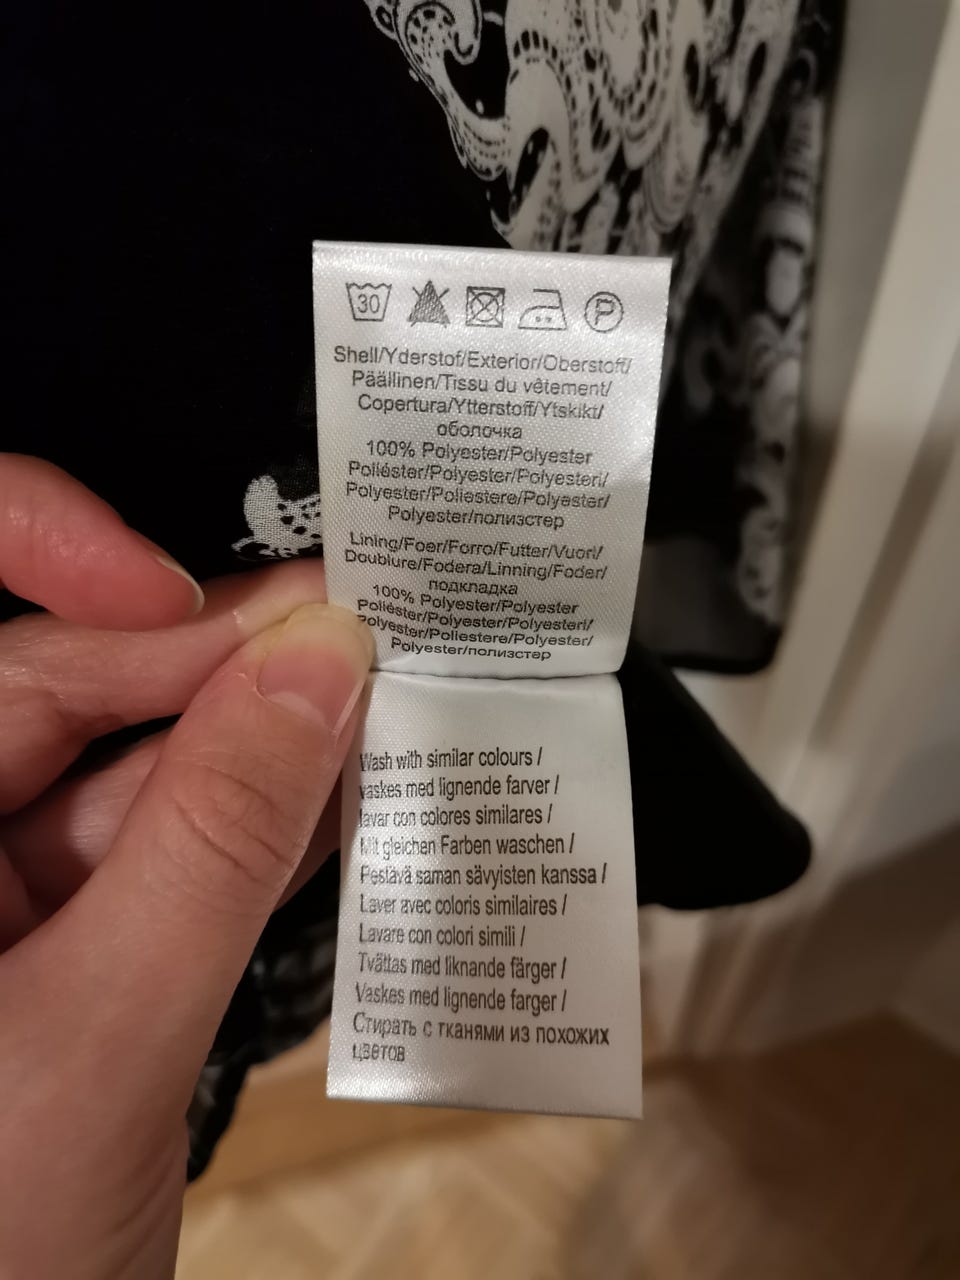 30
P
Shell/Yderstof/Exterior/Oberstoff/
Päällinen/Tissu du vêtement/
Copertura/Ytterstoff/Ytskikt/
оболочка
100% Polyester/Polyester
Poliéster/Polyester/Polyesteri/
Polyester/Poliestere/Polyester/
Polyester/полиэстер
Lining/Foer/Forro/Futter/Vuori/
Doublure/Fodera/Linning/Foder/
подкладка
100% Polyester/Polyester
Poliéster/Polyester/Polyesteri/
Polyester/Poliestere/Polyester/
Polyester/полиэстер
Wash with similar colours /
vaskes med lignende farver /
lavar con colores similares /
Mit gleichen Farben waschen /
Pestävä saman sävyisten kanssa /
Laver avec coloris similaires /
Lavare con colori simili /
Tvättas med liknande färger /
Vaskes med lignende farger /
Стирать с тканями из похожих
цветов